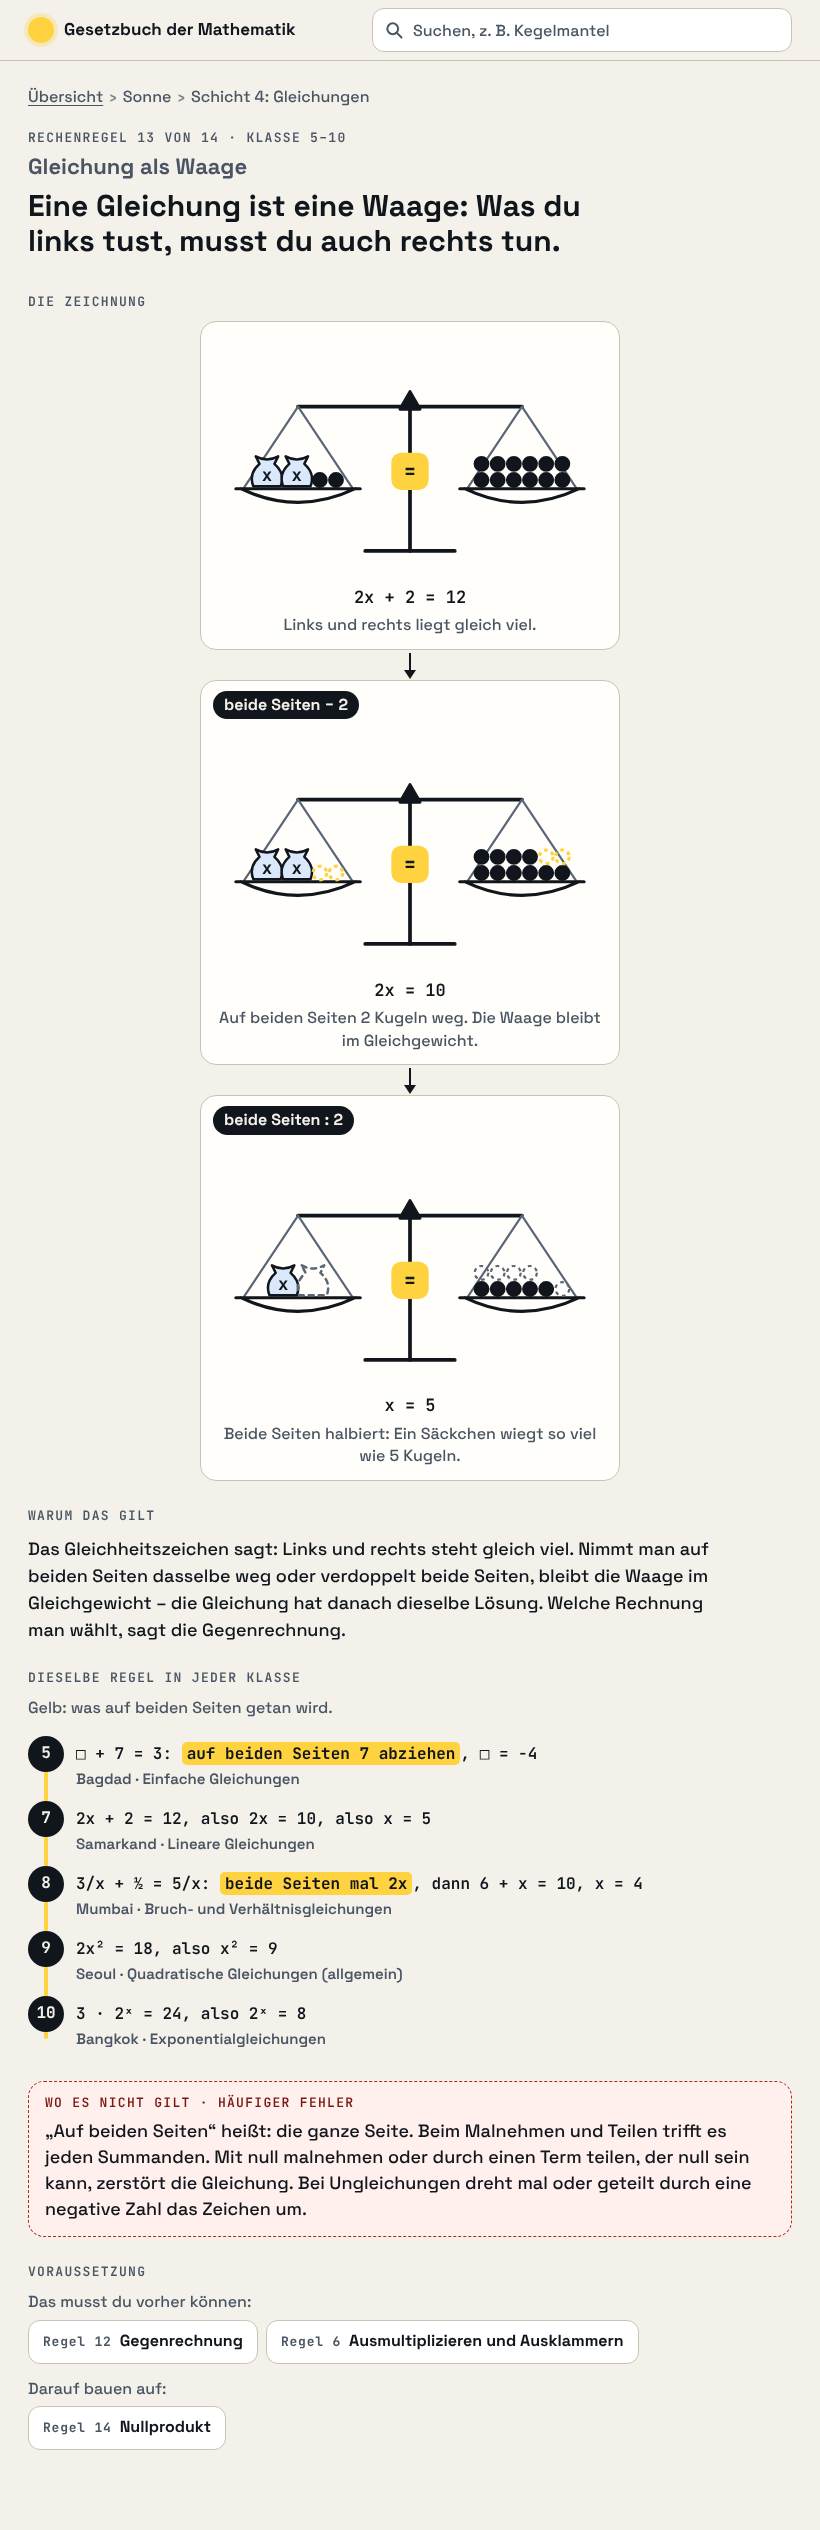 Gesetzbuch der Mathematik
Suchen, z. B. Kegelmantel
Übersicht > Sonne > Schicht 4: Gleichungen
RECHENREGEL 13 VON 14 · KLASSE 5–10
Gleichung als Waage
Eine Gleichung ist eine Waage: Was du
links tust, musst du auch rechts tun.
DIE ZEICHNUNG
x x =
2x + 2 = 12
Links und rechts liegt gleich viel.
beide Seiten − 2
x x =
2x = 10
Auf beiden Seiten 2 Kugeln weg. Die Waage bleibt
im Gleichgewicht.
beide Seiten : 2
x =
x = 5
Beide Seiten halbiert: Ein Säckchen wiegt so viel
wie 5 Kugeln.
WARUM DAS GILT
Das Gleichheitszeichen sagt: Links und rechts steht gleich viel. Nimmt man auf
beiden Seiten dasselbe weg oder verdoppelt beide Seiten, bleibt die Waage im
Gleichgewicht – die Gleichung hat danach dieselbe Lösung. Welche Rechnung
man wählt, sagt die Gegenrechnung.
DIESELBE REGEL IN JEDER KLASSE
Gelb: was auf beiden Seiten getan wird.
5 □ + 7 = 3: auf beiden Seiten 7 abziehen, □ = -4
Bagdad · Einfache Gleichungen
7 2x + 2 = 12, also 2x = 10, also x = 5
Samarkand · Lineare Gleichungen
8 3/x + ½ = 5/x: beide Seiten mal 2x, dann 6 + x = 10, x = 4
Mumbai · Bruch- und Verhältnisgleichungen
9 2x² = 18, also x² = 9
Seoul · Quadratische Gleichungen (allgemein)
10 3 · 2ˣ = 24, also 2ˣ = 8
Bangkok · Exponentialgleichungen
WO ES NICHT GILT · HÄUFIGER FEHLER
„Auf beiden Seiten“ heißt: die ganze Seite. Beim Malnehmen und Teilen trifft es
jeden Summanden. Mit null malnehmen oder durch einen Term teilen, der null sein
kann, zerstört die Gleichung. Bei Ungleichungen dreht mal oder geteilt durch eine
negative Zahl das Zeichen um.
VORAUSSETZUNG
Das musst du vorher können:
Regel 12 Gegenrechnung Regel 6 Ausmultiplizieren und Ausklammern
Darauf bauen auf:
Regel 14 Nullprodukt